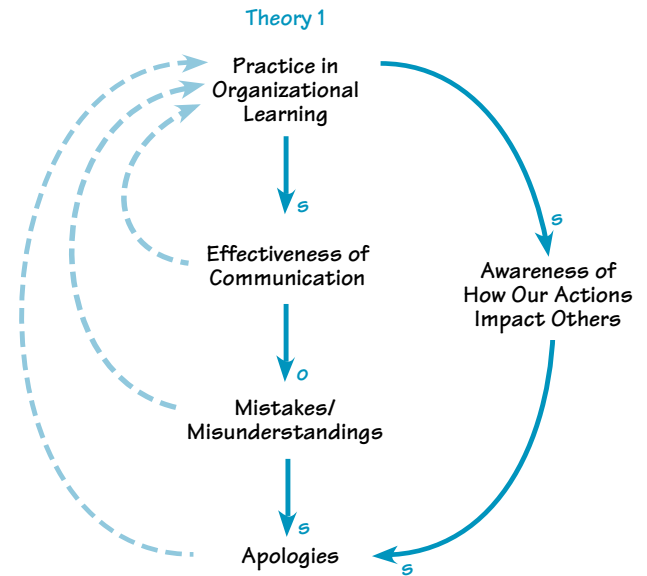 Theory 1
Practice in
Organizational
Learning
s
s
Effectiveness of
Communication
Awareness of
How Our Actions
Impact Others
o
Mistakes/
Misunderstandings
s
Apologies
s